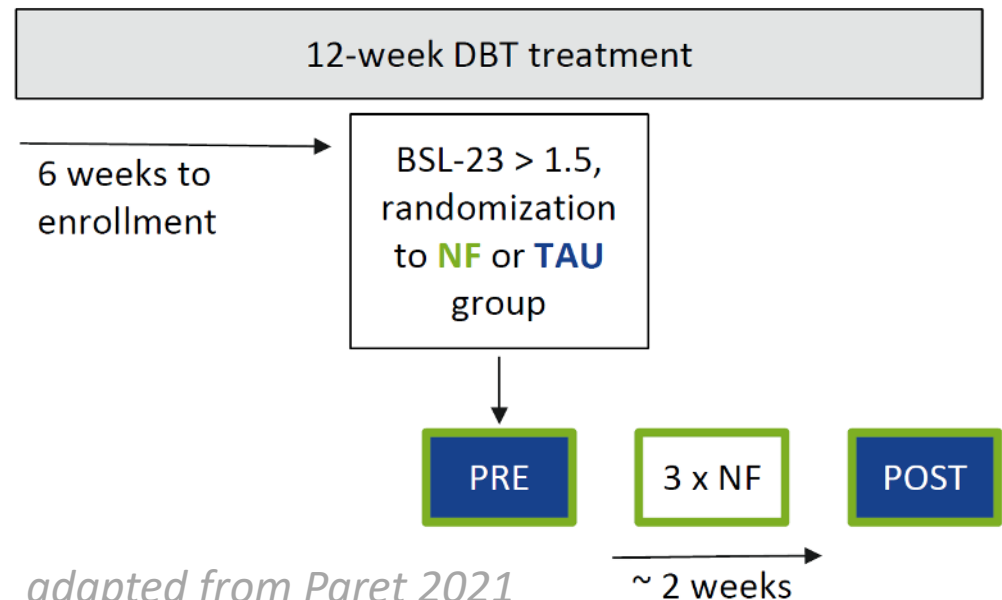 12-week DBT treatment
6 weeks to
enrollment
BSL-23 > 1.5,
randomization
to NF or TAU
group
PRE
3 x NF
POST
~ 2 weeks
adapted from Paret 2021